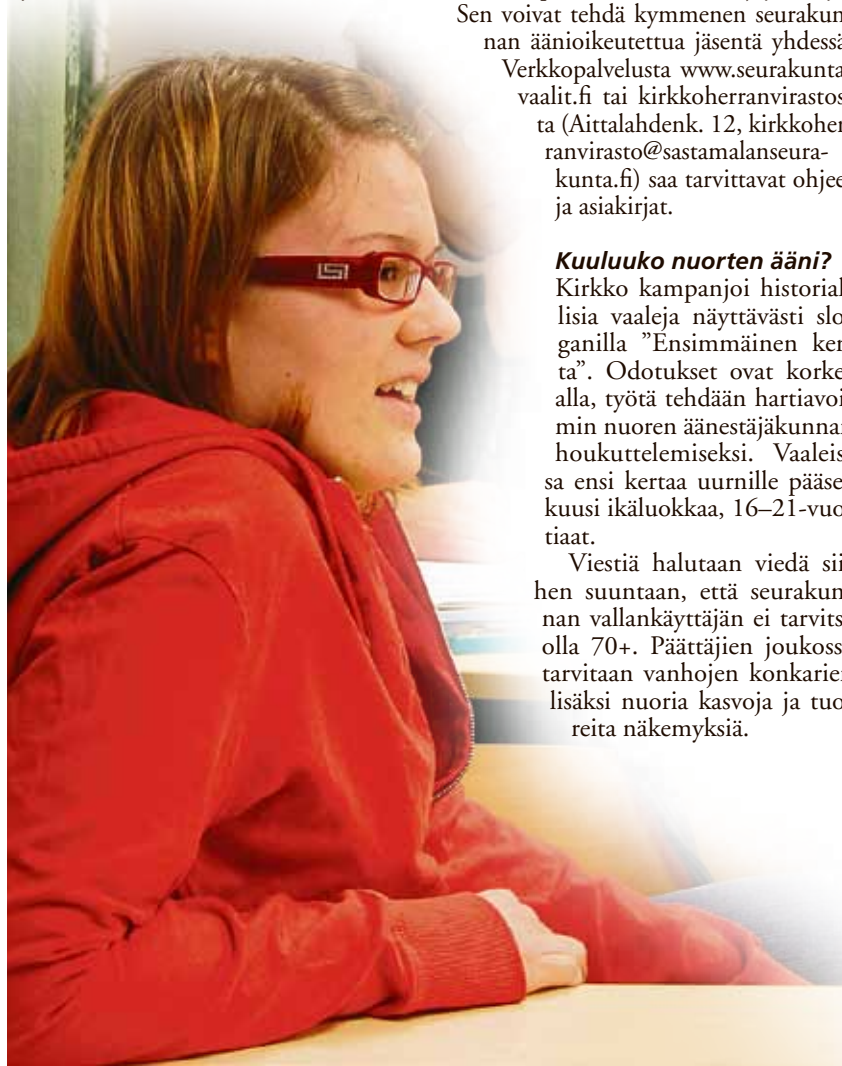 Sen voivat tehdä kymmenen seurakun
nan äänioikeutettua jäsentä yhdessä
Verkkopalvelusta www.seurakunta
vaalit.fi tai kirkkoherranvirastos
ta (Aittalahdenk. 12, kirkkoher
ranvirasto@sastamalanseura-
kunta.fi) saa tarvittavat ohjee
ja asiakirjat.
Kuuluuko nuorten ääni?
Kirkko kampanjoi historial
lisia vaaleja näyttävästi slo
ganilla ”Ensimmäinen ker
ta”. Odotukset ovat korke
alla, työtä tehdään hartiavoi
min nuoren äänestäjäkunnan
houkuttelemiseksi. Vaaleis
sa ensi kertaa uurnille pääse
kuusi ikäluokkaa, 16–21-vuo
tiaat.
Viestiä halutaan viedä sii
hen suuntaan, että seurakun
nan vallankäyttäjän ei tarvits
olla 70+. Päättäjien joukoss
tarvitaan vanhojen konkarien
lisäksi nuoria kasvoja ja tuo
reita näkemyksiä.